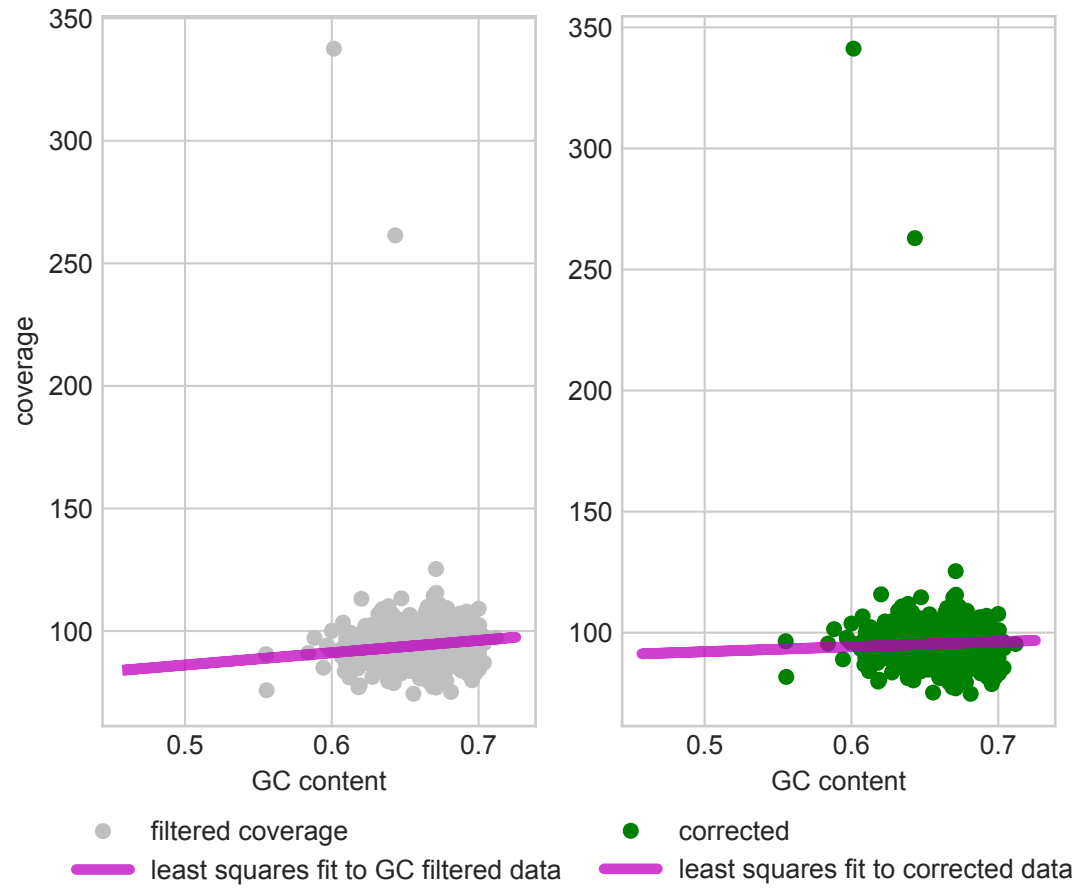 350
300
250
200
150
100
coverage
0.5 0.6 0.7
GC content
350
300
250
200
150
100
0.5 0.6 0.7
GC content
filtered coverage
least squares fit to GC filtered data
corrected
least squares fit to corrected data